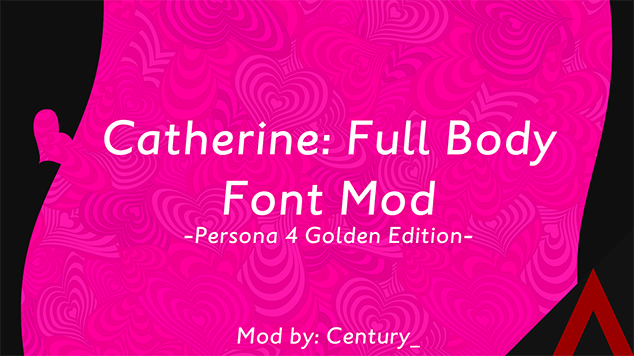 Catherine: Full Body
Font Mod
-Persona 4 Golden Edition-
Mod by: Century_